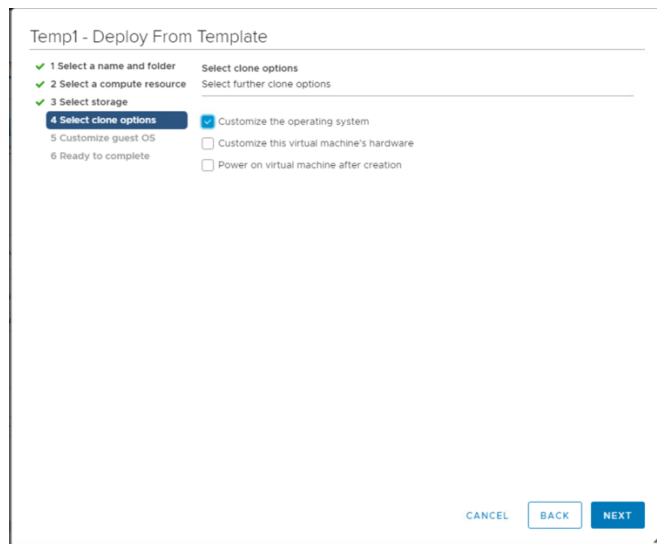 Temp1 - Deploy From Template
1 Select a name and folder
2 Select a compute resource
3 Select storage
4 Select clone options
5 Customize guest OS
6 Ready to complete
Select clone options
Select further clone options
Customize the operating system
Customize this virtual machine's hardware
Power on virtual machine after creation
CANCEL BACK NEXT